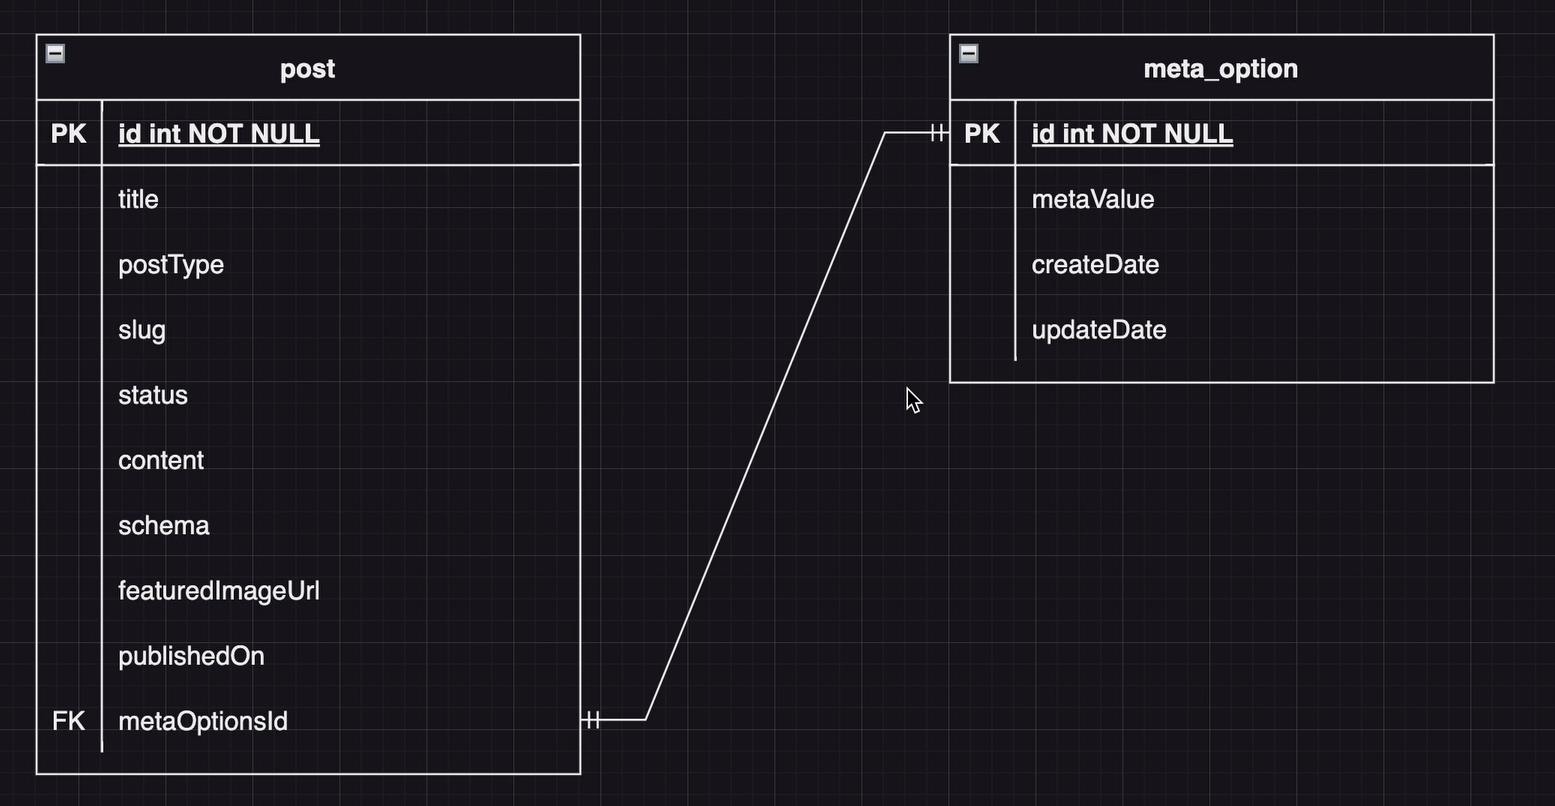 post
PK id int NOT NULL
title
postType
slug
status
content
schema
featuredImageUrl
publishedOn
FK metaOptionsId
meta_option
PK id int NOT NULL
metaValue
createDate
updateDate